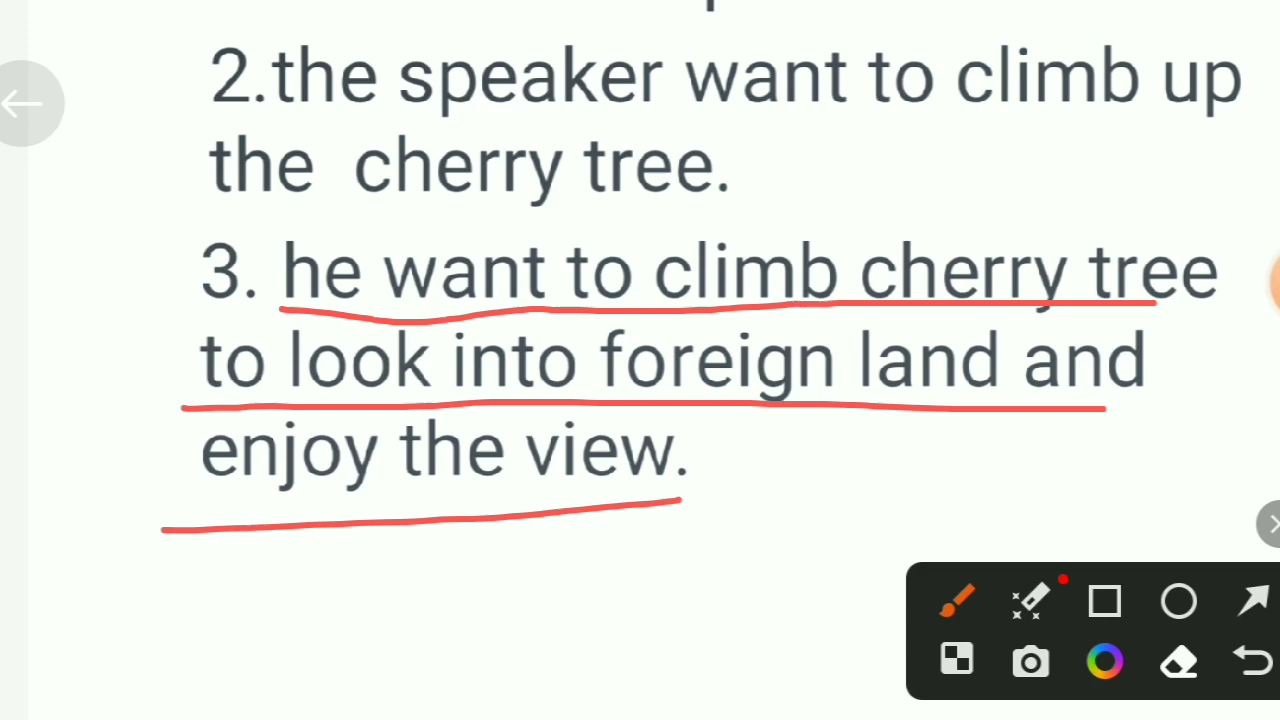 2.the speaker want to climb up
the cherry tree.
3. he want to climb cherry tree
to look into foreign land and
enjoy the view.